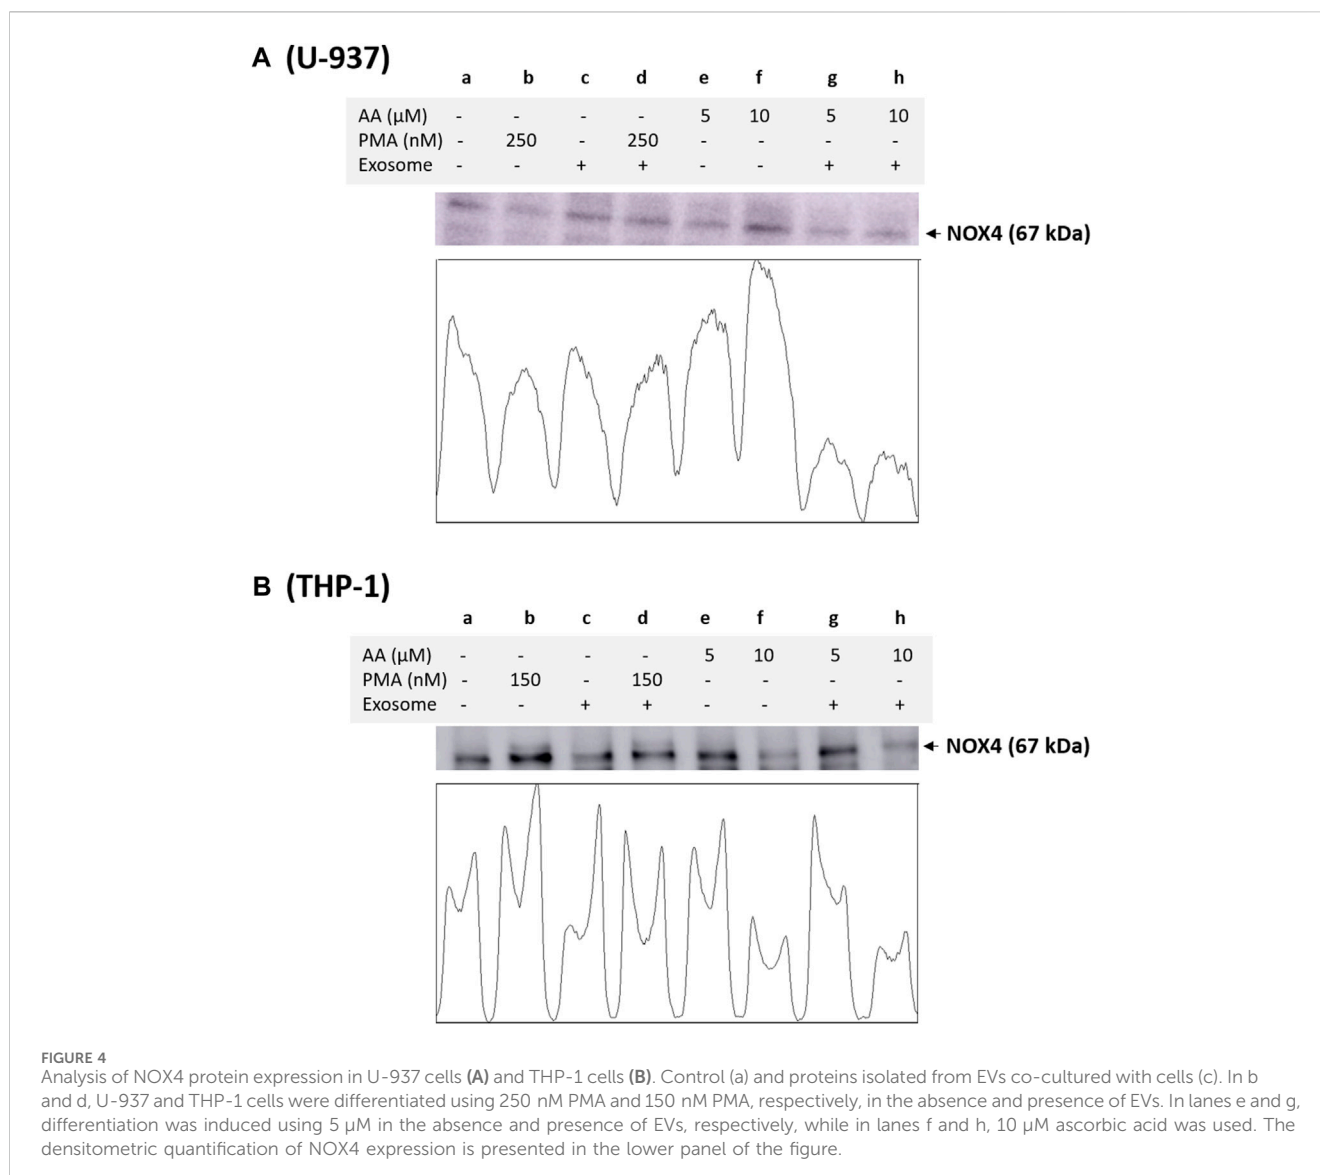 A (U-937)
a b c d e f g h
AA (μM) - - - - 5 10 5 10
PMA (nM) - 250 - 250 - - - -
Exosome - - + + - - + +
NOX4 (67 kDa)
B (THP-1)
a b c d e f g h
AA (μM) - - - - 5 10 5 10
PMA (nM) - 150 - 150 - - - -
Exosome - - + + - - + +
NOX4 (67 kDa)
FIGURE 4
Analysis of NOX4 protein expression in U-937 cells (A) and THP-1 cells (B). Control (a) and proteins isolated from EVs co-cultured with cells (c). In b
and d, U-937 and THP-1 cells were differentiated using 250 nM PMA and 150 nM PMA, respectively, in the absence and presence of EVs. In lanes e and g,
differentiation was induced using 5 μM in the absence and presence of EVs, respectively, while in lanes f and h, 10 μM ascorbic acid was used. The
densitometric quantification of NOX4 expression is presented in the lower panel of the figure.